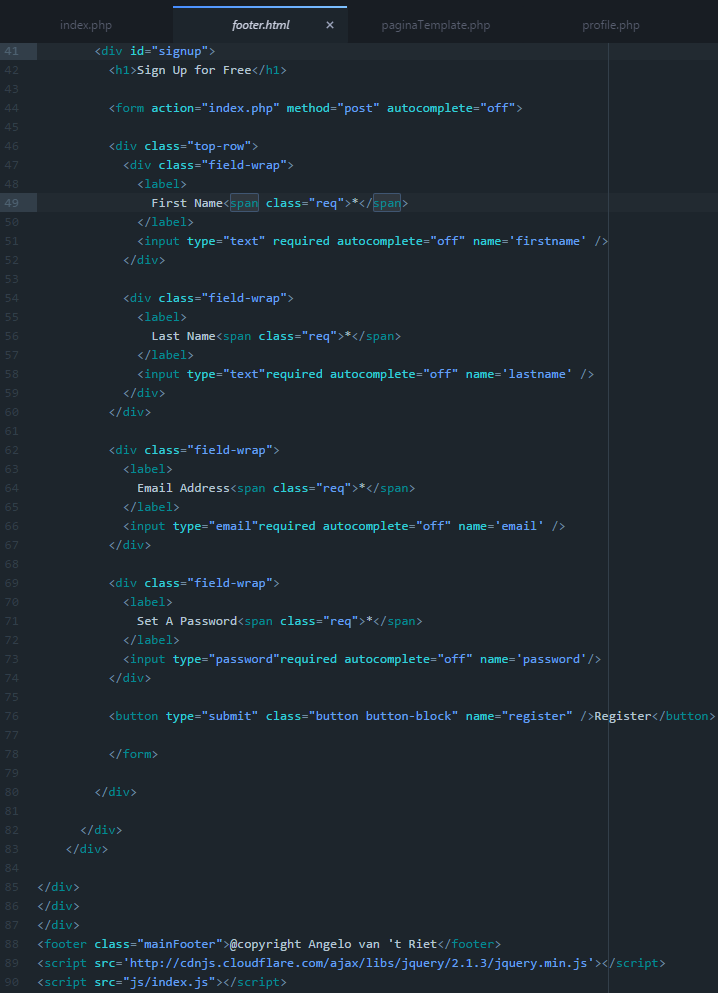 index.php footer.html × paginaTemplate.php profile.php
41 <div id="signup">
42 <h1>Sign Up for Free</h1>
43
44 <form action="index.php" method="post" autocomplete="off">
45
46 <div class="top-row">
47 <div class="field-wrap">
48 <label>
49 First Name<span class="req">*</span>
50 </label>
51 <input type="text" required autocomplete="off" name='firstname' />
52 </div>
53
54 <div class="field-wrap">
55 <label>
56 Last Name<span class="req">*</span>
57 </label>
58 <input type="text"required autocomplete="off" name='lastname' />
59 </div>
60 </div>
61
62 <div class="field-wrap">
63 <label>
64 Email Address<span class="req">*</span>
65 </label>
66 <input type="email"required autocomplete="off" name='email' />
67 </div>
68
69 <div class="field-wrap">
70 <label>
71 Set A Password<span class="req">*</span>
72 </label>
73 <input type="password"required autocomplete="off" name='password'/>
74 </div>
75
76 <button type="submit" class="button button-block" name="register" />Register</button>
77
78 </form>
79
80 </div>
81
82 </div>
83 </div>
84
85 </div>
86 </div>
87 </div>
88 <footer class="mainFooter">@copyright Angelo van 't Riet</footer>
89 <script src='http://cdnjs.cloudflare.com/ajax/libs/jquery/2.1.3/jquery.min.js'></script>
90 <script src="js/index.js"></script>